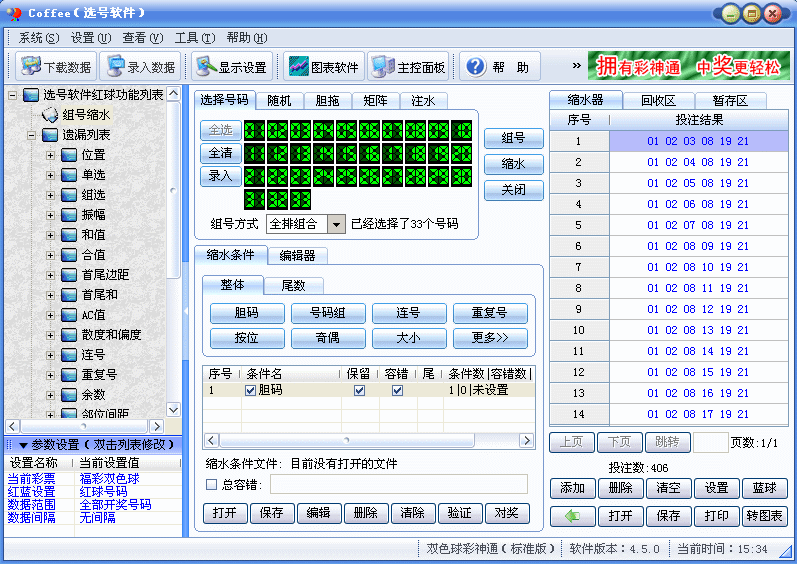 Coffee（选号软件）
系统(S) 设置(U) 查看(V) 工具(T) 帮助(H)
下载数据 录入数据 显示设置 图表软件 主控面板 帮 助 » 拥有彩神通 中奖更轻松
选号软件红球功能列表
组号缩水
遗漏列表
位置
单选
组选
振幅
和值
合值
首尾边距
首尾和
AC值
散度和偏度
连号
重复号
余数
邻位间距
参数设置（双击列表修改）
设置名称 当前设置值
当前彩票 福彩双色球
红蓝设置 红球号码
数据范围 全部开奖号码
数据间隔 无间隔
选择号码 随机 胆拖 矩阵 注水
全选 01 02 03 04 05 06 07 08 09 10
全清 11 12 13 14 15 16 17 18 19 20
录入 21 22 23 24 25 26 27 28 29 30
31 32 33
组号
缩水
关闭
组号方式 全排组合 已经选择了33个号码
缩水条件 编辑器
整体 尾数
胆码 号码组 连号 重复号
按位 奇偶 大小 更多>>
序号 条件名 保留 容错 尾 条件数 容错数
1 胆码 1|0|未设置
缩水条件文件: 目前没有打开的文件
总容错:
打开 保存 编辑 删除 清除 验证 对奖
缩水器 回收区 暂存区
序号 投注结果
1 01 02 03 08 19 21
2 01 02 04 08 19 21
3 01 02 05 08 19 21
4 01 02 06 08 19 21
5 01 02 07 08 19 21
6 01 02 08 09 19 21
7 01 02 08 10 19 21
8 01 02 08 11 19 21
9 01 02 08 12 19 21
10 01 02 08 13 19 21
11 01 02 08 14 19 21
12 01 02 08 15 19 21
13 01 02 08 16 19 21
14 01 02 08 17 19 21
上页 下页 跳转 页数:1/1
投注数:406
添加 删除 清空 设置 蓝球
打开 保存 打印 转图表
双色球彩神通（标准版） 软件版本：4.5.0 当前时间：15:34